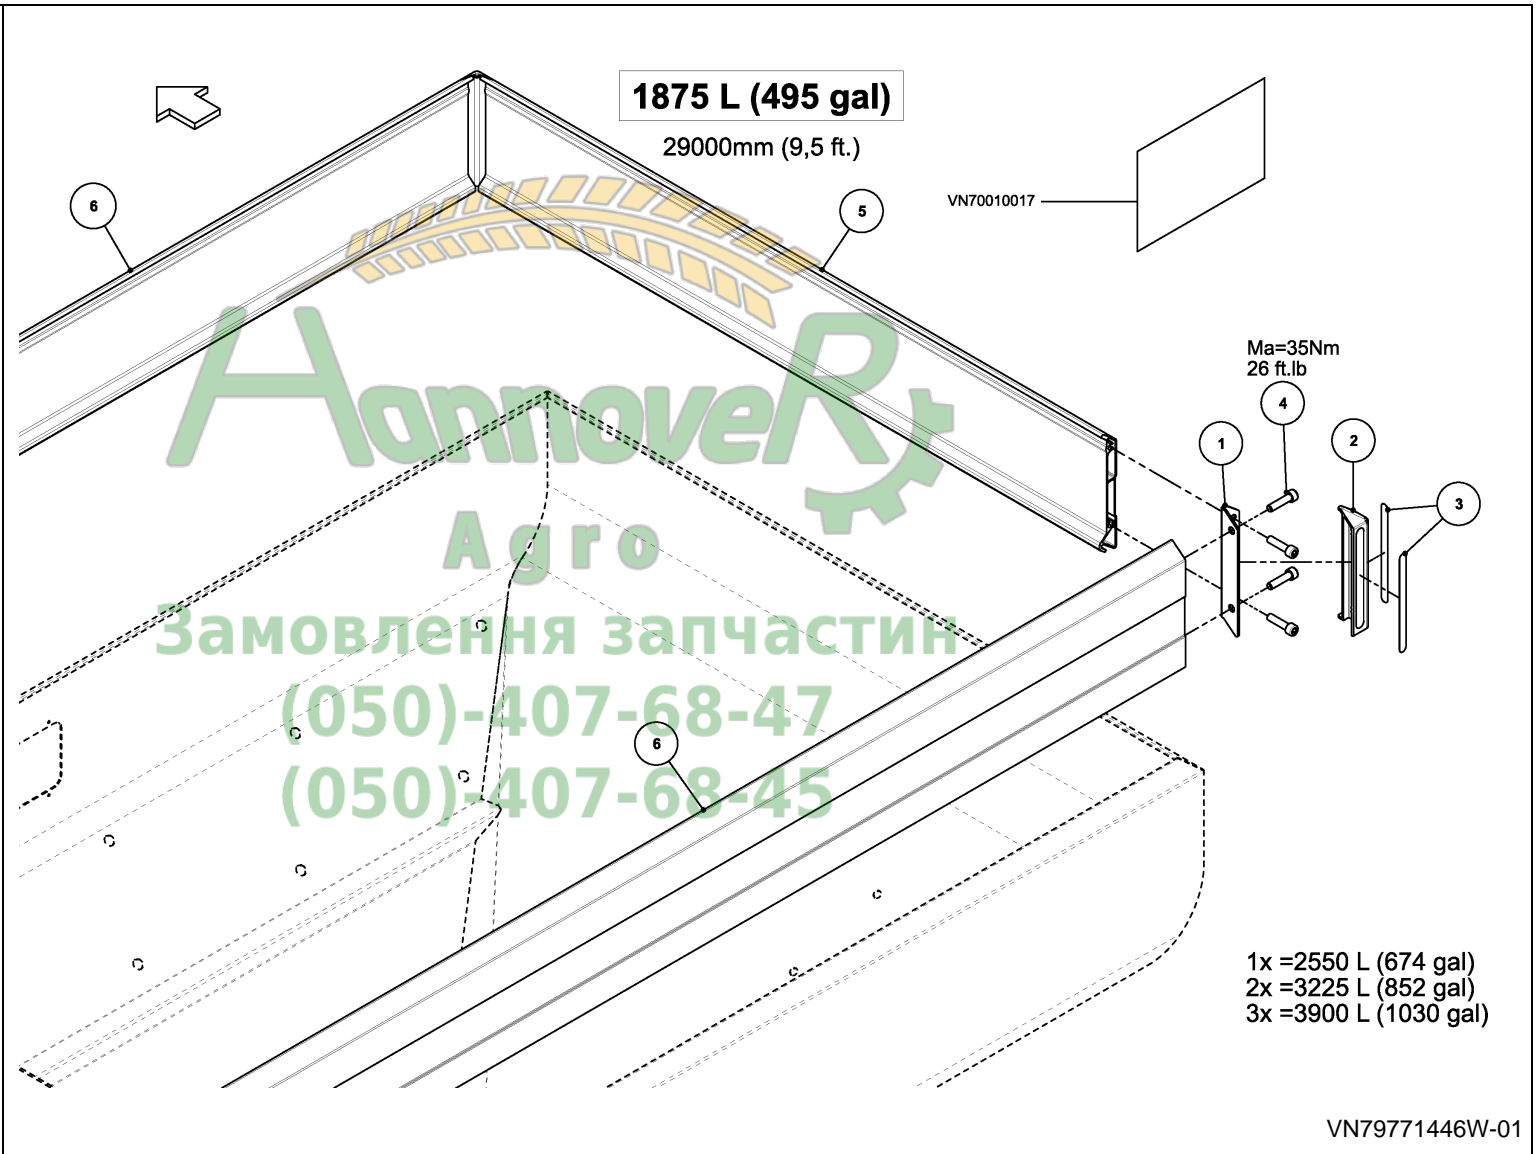 1875 L (495 gal)
29000mm (9,5 ft.)
VN70010017
6
5
Ma=35Nm
26 ft.lb
4
1
2
3
HannoveR
Agro
Замовлення запчастин
(050)-407-68-47
6
(050)-407-68-45
1x =2550 L (674 gal)
2x =3225 L (852 gal)
3x =3900 L (1030 gal)
VN79771446W-01